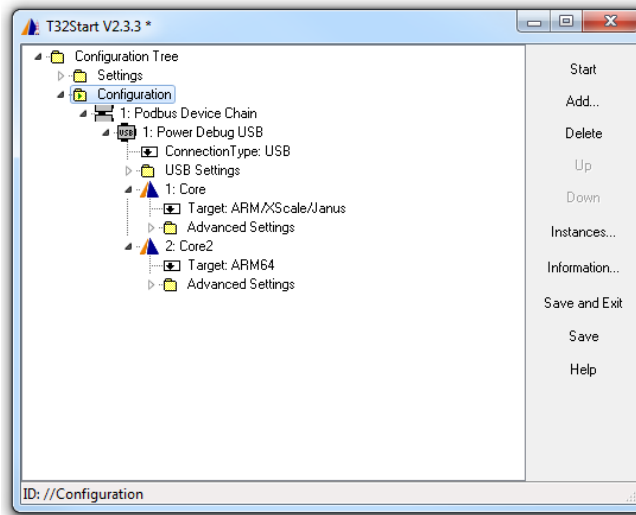 T32Start V2.3.3 *
Configuration Tree
Settings
Configuration
1: Podbus Device Chain
USB 1: Power Debug USB
ConnectionType: USB
USB Settings
1: Core
Target: ARM/XScale/Janus
Advanced Settings
2: Core2
Target: ARM64
Advanced Settings
Start
Add...
Delete
Up
Down
Instances...
Information...
Save and Exit
Save
Help
ID: //Configuration